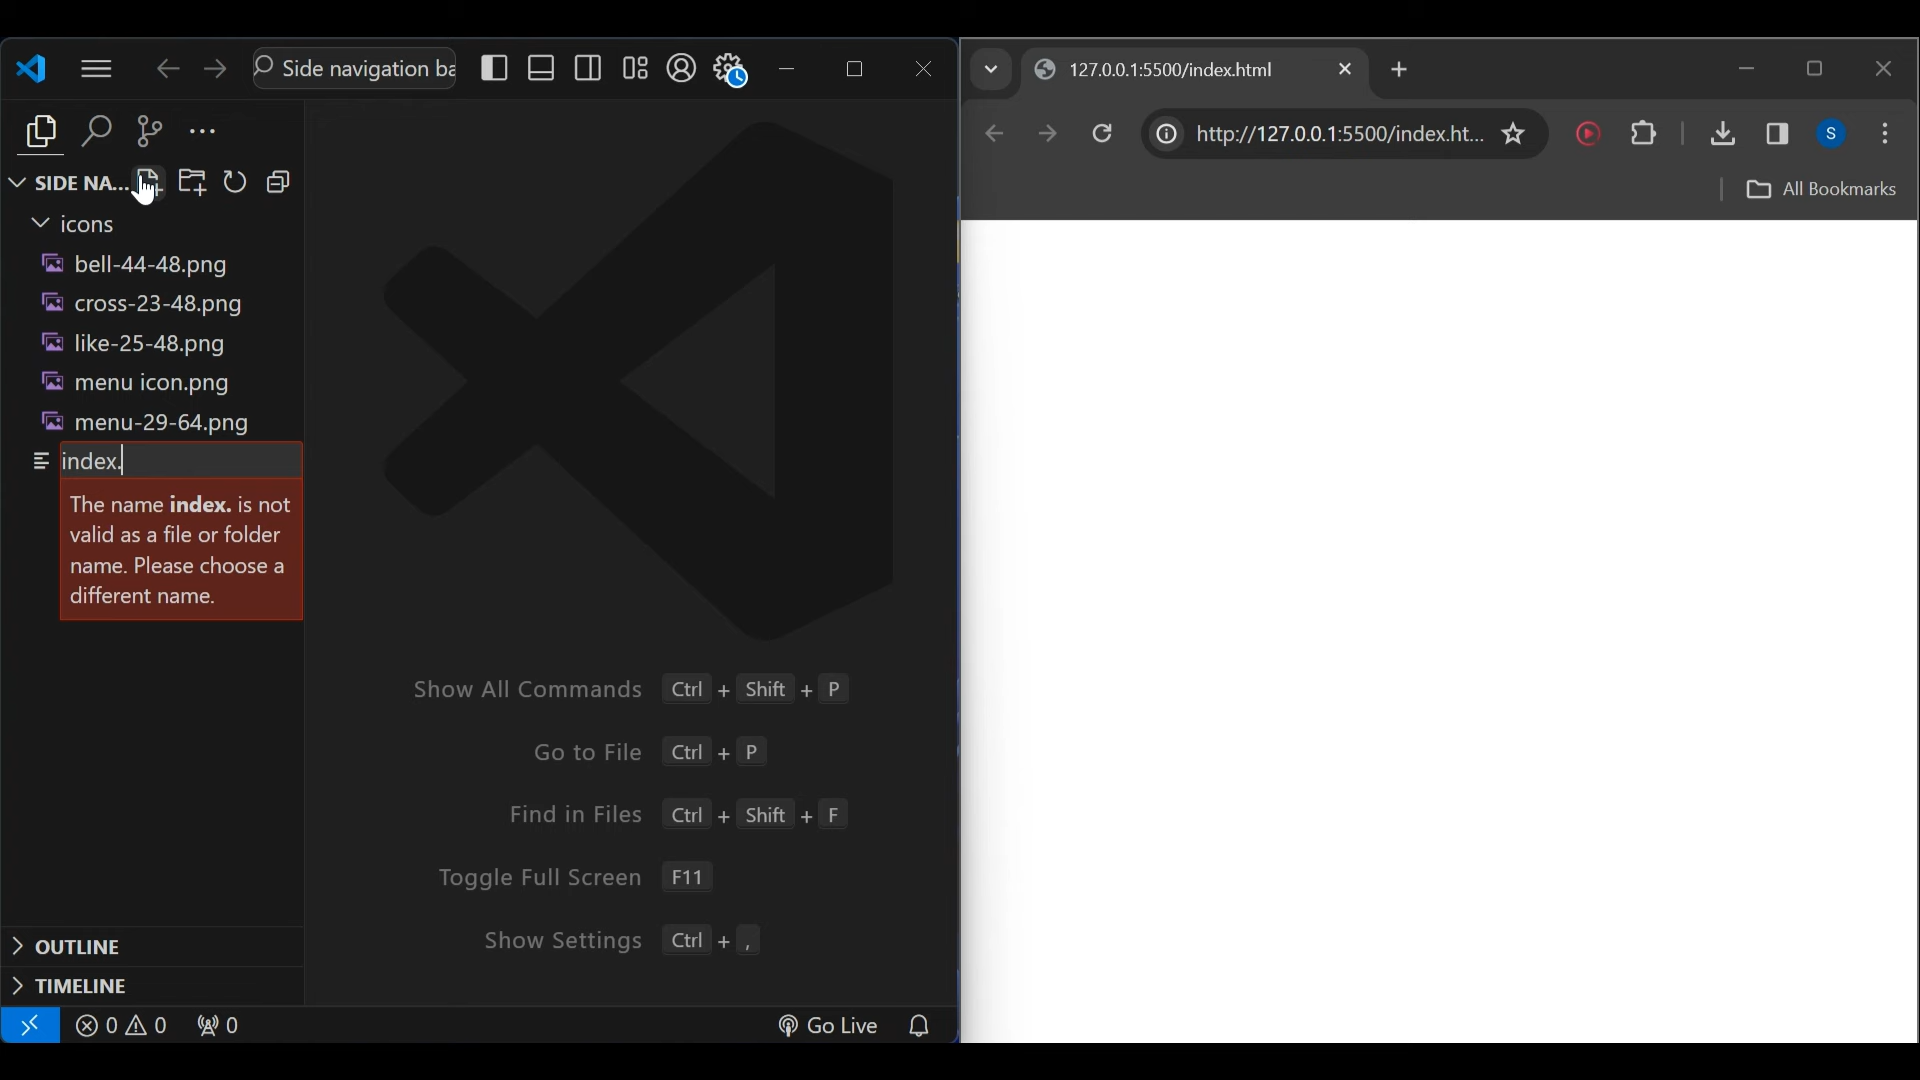 Side navigation ba
SIDE NA...
icons
bell-44-48.png
cross-23-48.png
like-25-48.png
menu icon.png
menu-29-64.png
index.
The name index. is not
valid as a file or folder
name. Please choose a
different name.
Show All Commands Ctrl + Shift + P
Go to File Ctrl + P
Find in Files Ctrl + Shift + F
Toggle Full Screen F11
Show Settings Ctrl + ,
OUTLINE
TIMELINE
0 0 0
Go Live
127.0.0.1:5500/index.html
http://127.0.0.1:5500/index.ht...
S
All Bookmarks